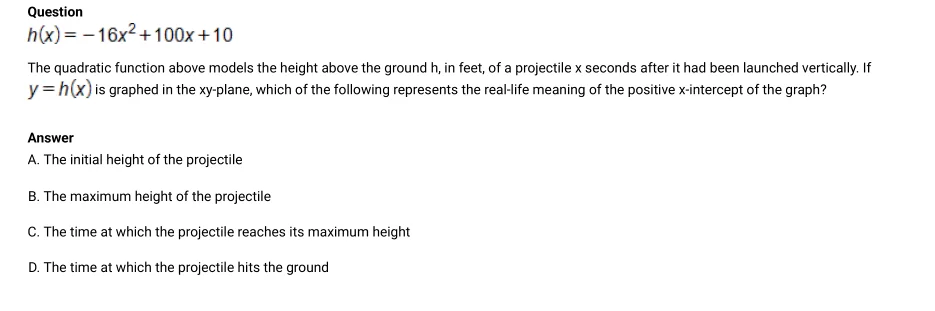 Question
h(x) = −16x² + 100x + 10
The quadratic function above models the height above the ground h, in feet, of a projectile x seconds after it had been launched vertically. If
y = h(x) is graphed in the xy-plane, which of the following represents the real-life meaning of the positive x-intercept of the graph?
Answer
A. The initial height of the projectile
B. The maximum height of the projectile
C. The time at which the projectile reaches its maximum height
D. The time at which the projectile hits the ground